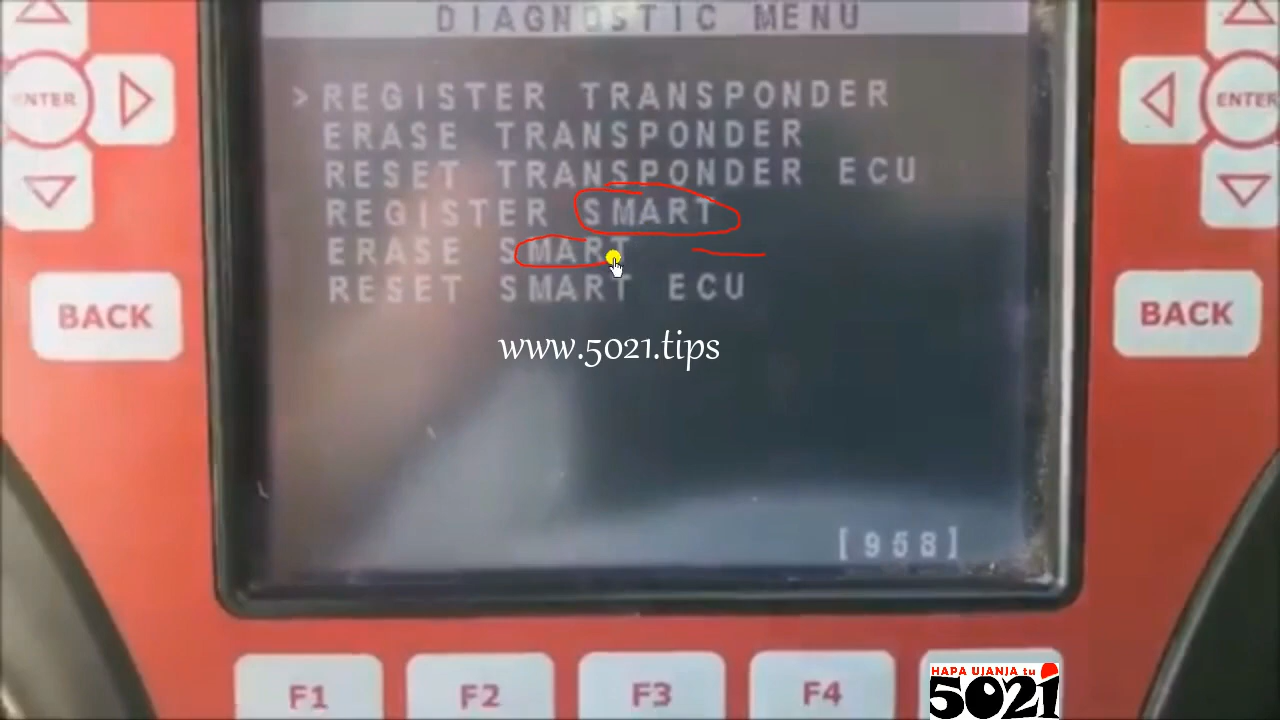 DIAGNOSTIC MENU
>REGISTER TRANSPONDER
ERASE TRANSPONDER
RESET TRANSPONDER ECU
REGISTER SMART
ERASE SMART
RESET SMART ECU
www.5021.tips
[958]
ENTER
ENTER
BACK
BACK
F1
F2
F3
F4
HAPA UJANJA tu
5021